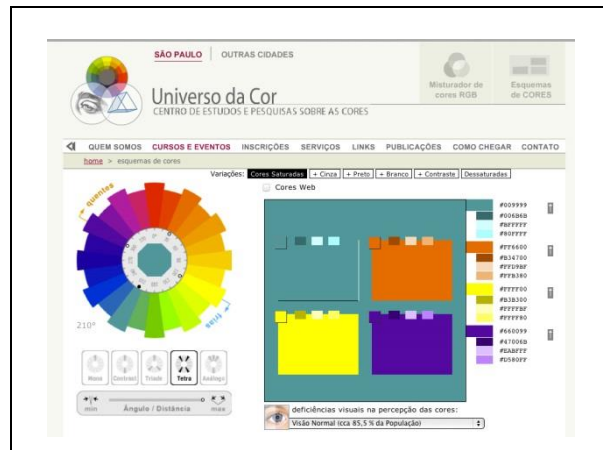 SÃO PAULO | OUTRAS CIDADES
Misturador de
cores RGB
Esquemas
de CORES
Universo da Cor
CENTRO DE ESTUDOS E PESQUISAS SOBRE AS CORES
QUEM SOMOS CURSOS E EVENTOS INSCRIÇÕES SERVIÇOS LINKS PUBLICAÇÕES COMO CHEGAR CONTATO
home > esquemas de cores
Variações: Cores Saturadas + Cinza + Preto + Branco + Contraste Dessaturadas
Cores Web
quentes
frias
210°
#009999
#006B6B
#BFFFFF
#80FFFF
#FF6600
#B34700
#FFD9BF
#FFB380
#FFFF00
#B3B300
#FFFFBF
#FFFF80
#660099
#47006B
#EABFFF
#D580FF
Mono Contrast Tríade Tetra Análogo
min Ângulo / Distância max
deficiências visuais na percepção das cores:
Visão Normal (cca 85,5 % da População)